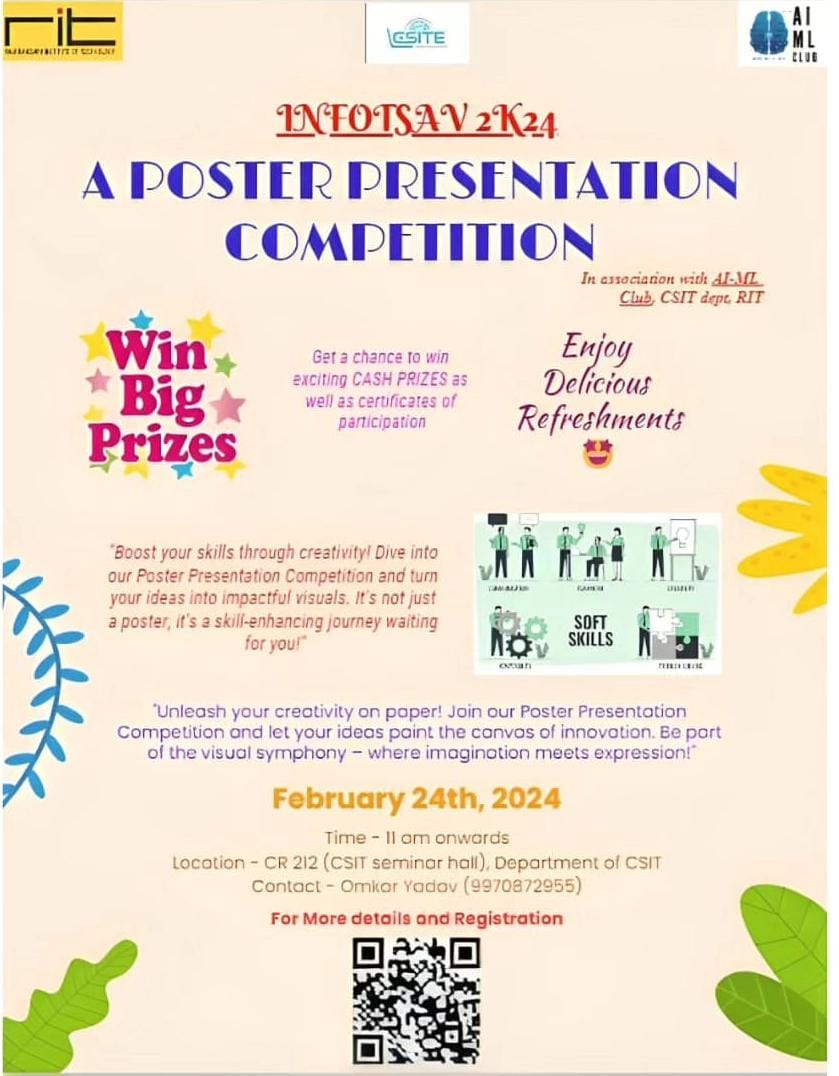 rit
CSITE
AI
ML
CLUB
INFOTSAV 2K24
A POSTER PRESENTATION
COMPETITION
In association with AI-ML
Club, CSIT dept, RIT
Win
Big
Prizes
Get a chance to win
exciting CASH PRIZES as
well as certificates of
participation
Enjoy
Delicious
Refreshments
"Boost your skills through creativity! Dive into
our Poster Presentation Competition and turn
your ideas into impactful visuals. It's not just
a poster, it's a skill-enhancing journey waiting
for you!"
COMMUNICATION
SOFT
SKILLS
"Unleash your creativity on paper! Join our Poster Presentation
Competition and let your ideas paint the canvas of innovation. Be part
of the visual symphony – where imagination meets expression!"
February 24th, 2024
Time - 11 am onwards
Location - CR 212 (CSIT seminar hall), Department of CSIT
Contact - Omkar Yadav (9970872955)
For More details and Registration